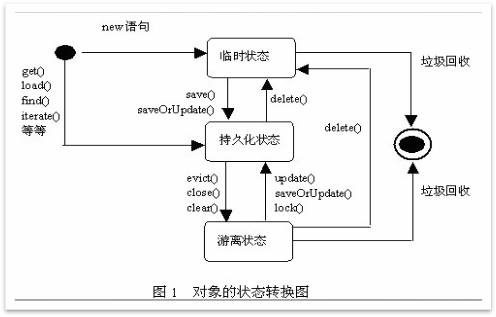 new语句
临时状态
垃圾回收
get()
load()
find()
iterate()
等等
save()
saveOrUpdate()
delete()
delete()
持久化状态
evict()
close()
clear()
update()
saveOrUpdate()
lock()
垃圾回收
游离状态
图1 对象的状态转换图